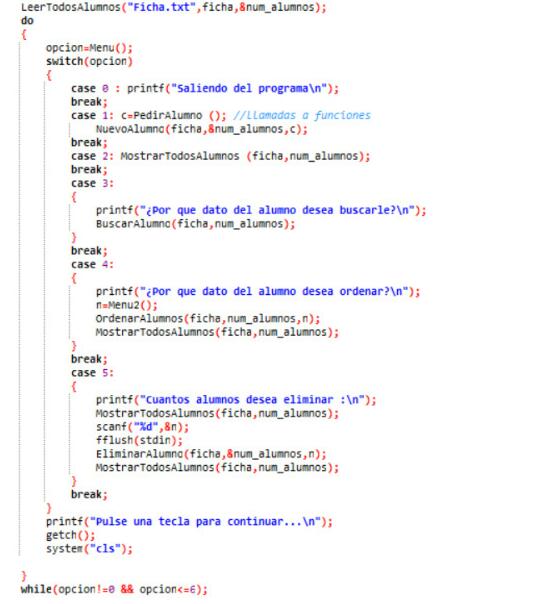 LeerTodosAlumnos("Ficha.txt",ficha,&num_alumnos);
do
{
opcion=Menu();
switch(opcion)
{
case 0 : printf("Saliendo del programa\n");
break;
case 1: c=PedirAlumno (); //Llamadas a funciones
NuevoAlumno(ficha,&num_alumnos,c);
break;
case 2: MostrarTodosAlumnos (ficha,num_alumnos);
break;
case 3:
{
printf("¿Por que dato del alumno desea buscarle?\n");
BuscarAlumno(ficha,num_alumnos);
}
break;
case 4:
{
printf("¿Por que dato del alumno desea ordenar?\n");
n=Menu2();
OrdenarAlumnos(ficha,num_alumnos,n);
MostrarTodosAlumnos(ficha,num_alumnos);
}
break;
case 5:
{
printf("Cuantos alumnos desea eliminar :\n");
MostrarTodosAlumnos(ficha,num_alumnos);
scanf("%d",&n);
fflush(stdin);
EliminarAlumno(ficha,&num_alumnos,n);
MostrarTodosAlumnos(ficha,num_alumnos);
}
break;
}
printf("Pulse una tecla para continuar...\n");
getch();
system("cls");
}
while(opcion!=0 && opcion<=6);